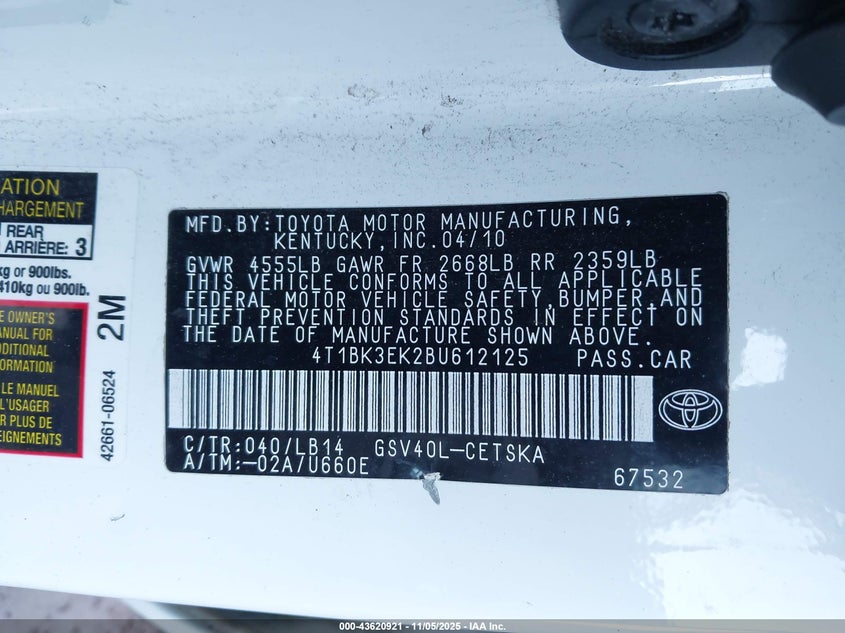 ATION
HARGEMENT
REAR
ARRIÈRE: 3
kg or 900lbs.
410kg ou 900lb.
E OWNER'S
MANUAL FOR
DDITIONAL
FORMATION
LE MANUEL
L'USAGER
R PLUS DE
EIGNEMENTS
42661-06524
2M
MFD.BY:TOYOTA MOTOR MANUFACTURING,
KENTUCKY, INC.04/10
GVWR 4555LB GAWR FR 2668LB RR 2359LB
THIS VEHICLE CONFORMS TO ALL APPLICABLE
FEDERAL MOTOR VEHICLE SAFETY,BUMPER,AND
THEFT PREVENTION STANDARDS IN EFFECT ON
THE DATE OF MANUFACTURE SHOWN ABOVE.
4T1BK3EK2BU612125 PASS.CAR
C/TR:040/LB14 GSV40L-CETSKA
A/TM:-02A/U660E
67532
000-43620921 - 11/05/2025 - IAA Inc.